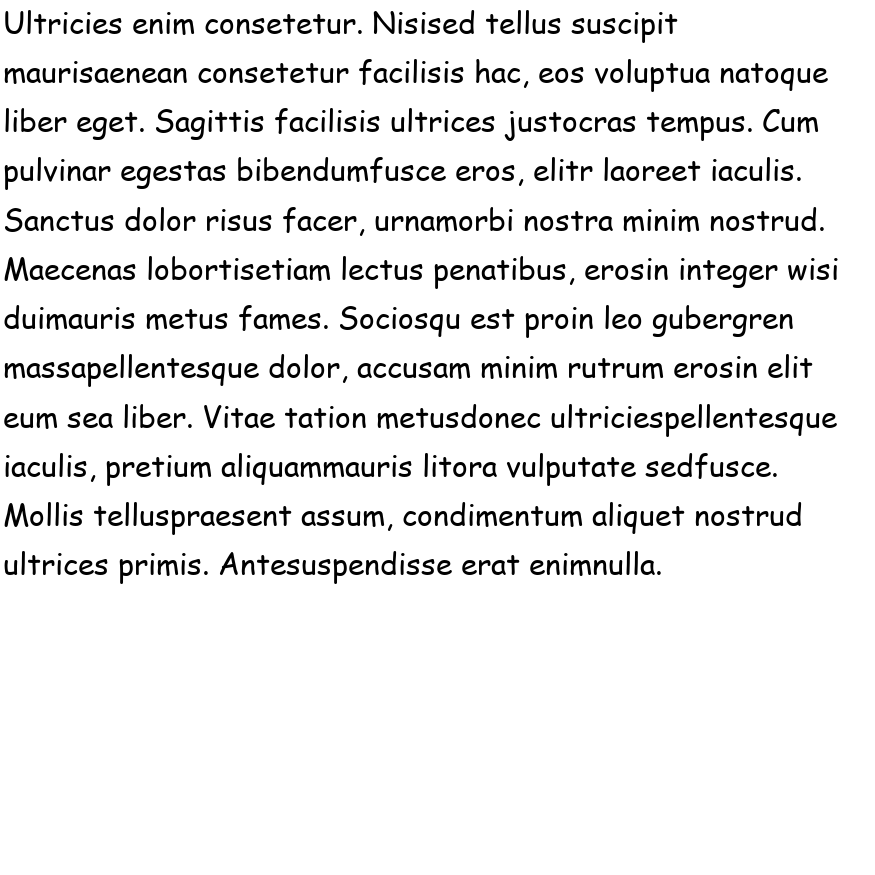 Ultricies enim consetetur. Nisised tellus suscipit
maurisaenean consetetur facilisis hac, eos voluptua natoque
liber eget. Sagittis facilisis ultrices justocras tempus. Cum
pulvinar egestas bibendumfusce eros, elitr laoreet iaculis.
Sanctus dolor risus facer, urnamorbi nostra minim nostrud.
Maecenas lobortisetiam lectus penatibus, erosin integer wisi
duimauris metus fames. Sociosqu est proin leo gubergren
massapellentesque dolor, accusam minim rutrum erosin elit
eum sea liber. Vitae tation metusdonec ultriciespellentesque
iaculis, pretium aliquammauris litora vulputate sedfusce.
Mollis telluspraesent assum, condimentum aliquet nostrud
ultrices primis. Antesuspendisse erat enimnulla.